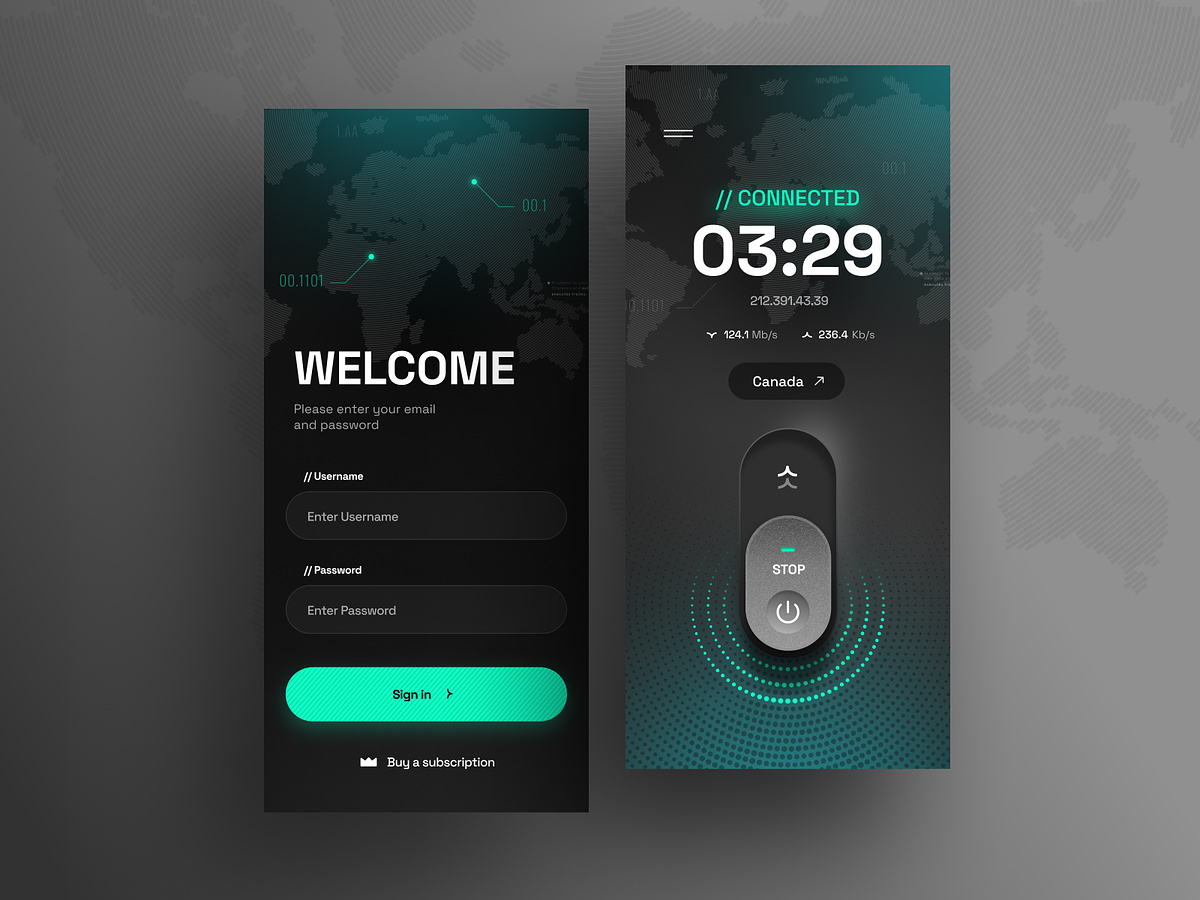 1.AA
00.1
00.1101
WELCOME
Please enter your email
and password
// Username
Enter Username
// Password
Enter Password
Sign in
Buy a subscription
1.AA
00.1
// CONNECTED
03:29
212.391.43.39
00.1101
124.1 Mb/s
236.4 Kb/s
Canada
STOP